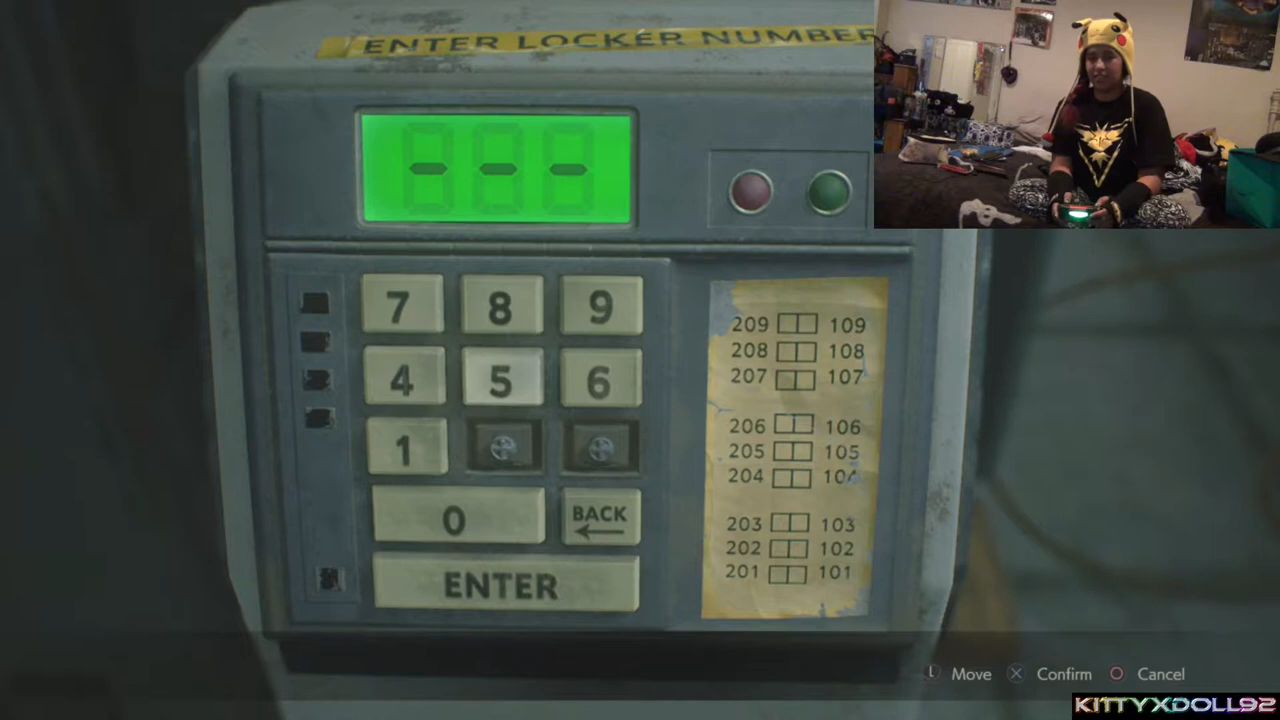 ENTER LOCKER NUMBER
7 8 9
4 5 6
1
0 BACK
ENTER
209 109
208 108
207 107
206 106
205 105
204 104
203 103
202 102
201 101
L Move Confirm Cancel
KITTYXDOLL92